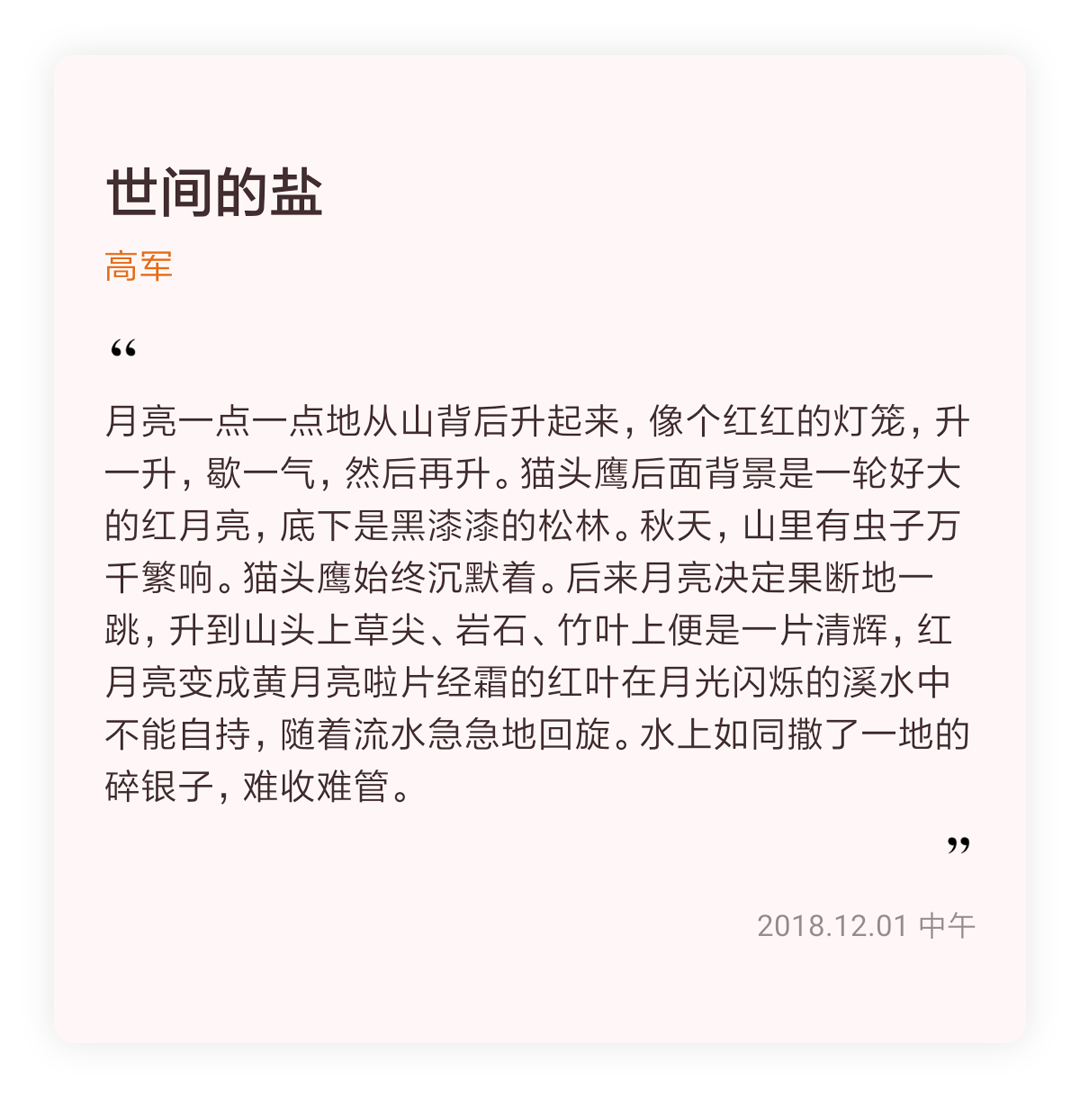 世间的盐
高军
“
月亮一点一点地从山背后升起来，像个红红的灯笼，升
一升，歇一气，然后再升。猫头鹰后面背景是一轮好大
的红月亮，底下是黑漆漆的松林。秋天，山里有虫子万
千繁响。猫头鹰始终沉默着。后来月亮决定果断地一
跳，升到山头上草尖、岩石、竹叶上便是一片清辉，红
月亮变成黄月亮啦片经霜的红叶在月光闪烁的溪水中
不能自持，随着流水急急地回旋。水上如同撒了一地的
碎银子，难收难管。
”
2018.12.01 中午